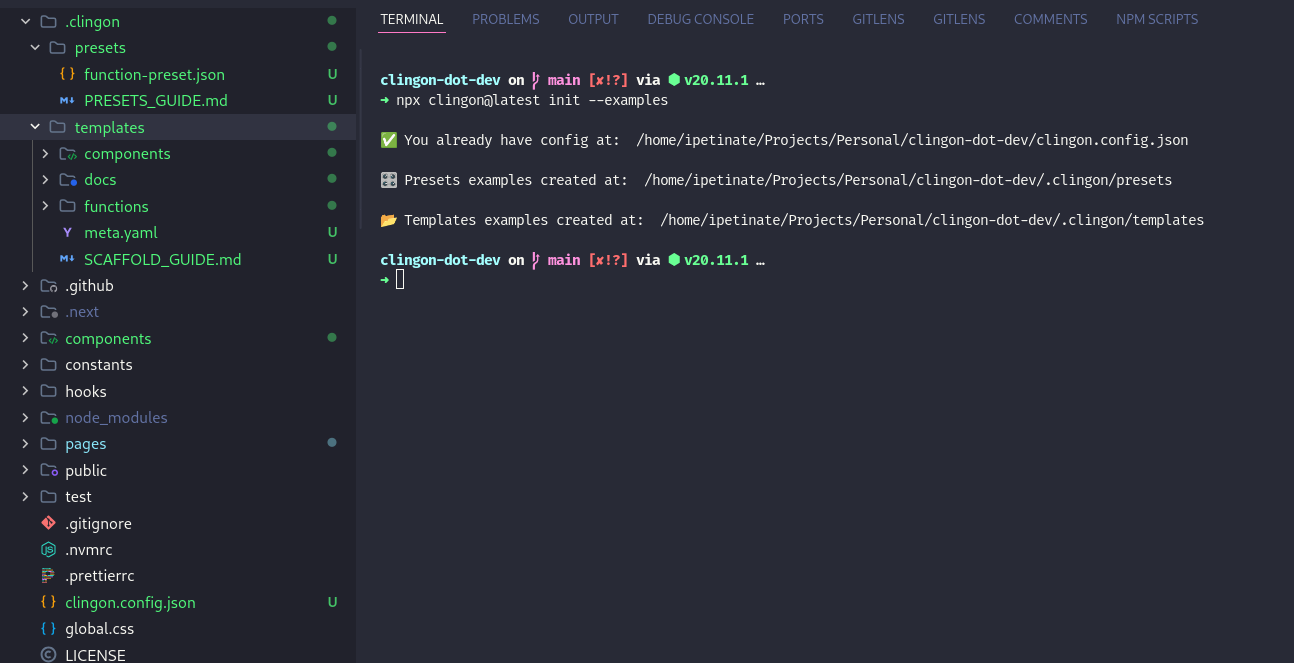 .clingon
presets
{ } function-preset.json U
M↓ PRESETS_GUIDE.md U
templates
components
docs
functions
Y meta.yaml U
M↓ SCAFFOLD_GUIDE.md U
.github
.next
components
constants
hooks
node_modules
pages
public
test
.gitignore
JS .nvmrc
.prettierrc
{ } clingon.config.json U
{ } global.css
© LICENSE
TERMINAL PROBLEMS OUTPUT DEBUG CONSOLE PORTS GITLENS GITLENS COMMENTS NPM SCRIPTS
clingon-dot-dev on main [✘!?] via ⬢ v20.11.1 …
➜ npx clingon@latest init --examples
✅ You already have config at: /home/ipetinate/Projects/Personal/clingon-dot-dev/clingon.config.json
🎛️ Presets examples created at: /home/ipetinate/Projects/Personal/clingon-dot-dev/.clingon/presets
📂 Templates examples created at: /home/ipetinate/Projects/Personal/clingon-dot-dev/.clingon/templates
clingon-dot-dev on main [✘!?] via ⬢ v20.11.1 …
➜